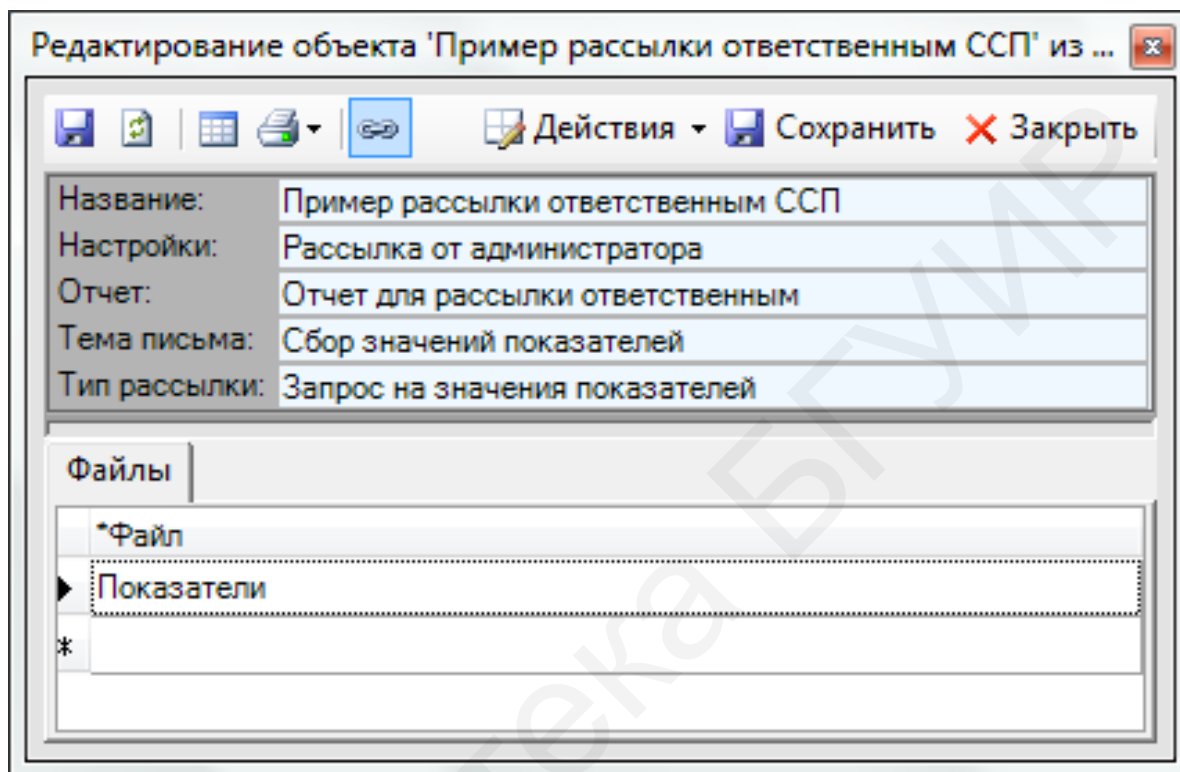 Редактирование объекта 'Пример рассылки ответственным ССП' из ...
Действия Сохранить Закрыть
Название: Пример рассылки ответственным ССП
Настройки: Рассылка от администратора
Отчет: Отчет для рассылки ответственным
Тема письма: Сбор значений показателей
Тип рассылки: Запрос на значения показателей
Файлы
*Файл
Показатели
*
тека БГУИР